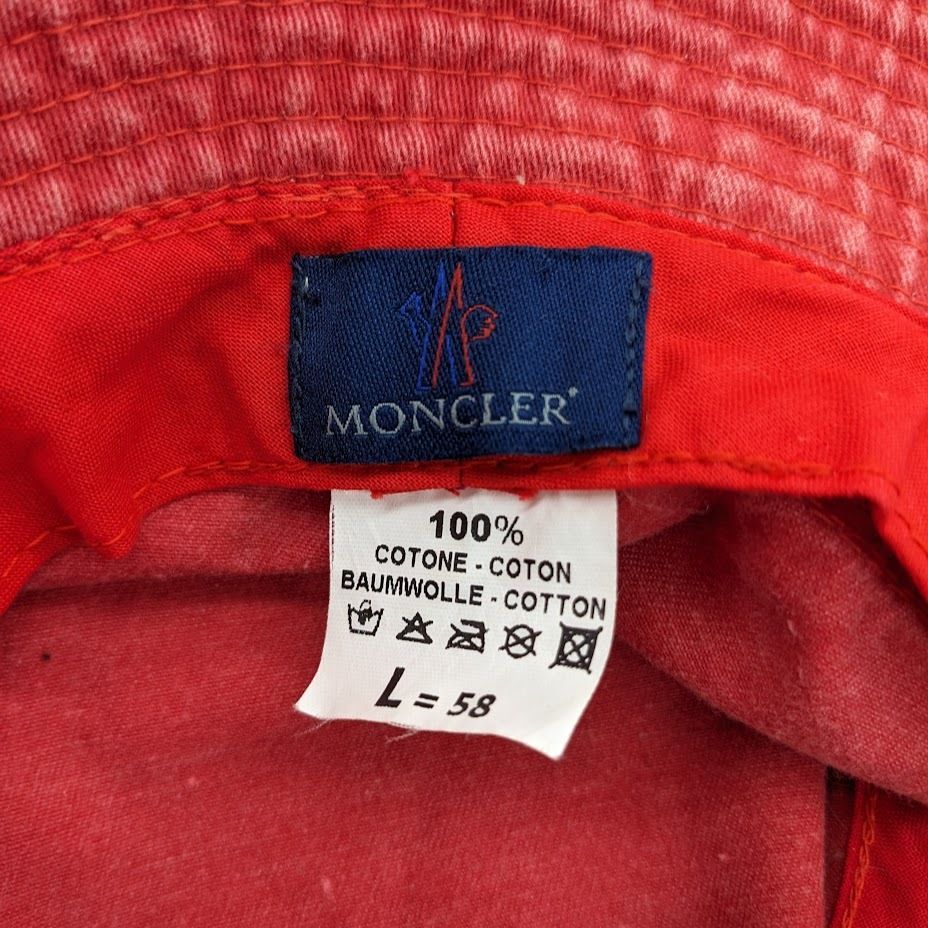 MONCLER
100%
COTONE - COTON
BAUMWOLLE - COTTON
L = 58